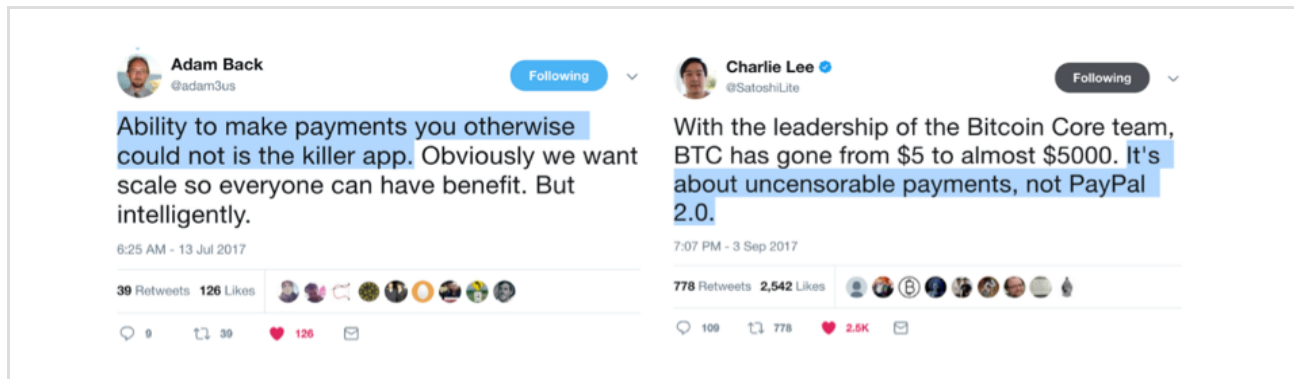 Adam Back
@adam3us
Following
Ability to make payments you otherwise
could not is the killer app. Obviously we want
scale so everyone can have benefit. But
intelligently.
6:25 AM - 13 Jul 2017
39 Retweets 126 Likes
9 39 126
Charlie Lee
@SatoshiLite
Following
With the leadership of the Bitcoin Core team,
BTC has gone from $5 to almost $5000. It's
about uncensorable payments, not PayPal
2.0.
7:07 PM - 3 Sep 2017
778 Retweets 2,542 Likes
109 778 2.5K